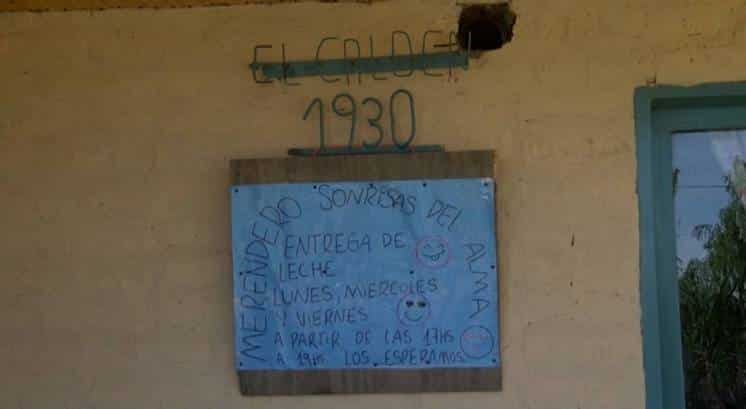 EL CALDEN
1930
MERENDERO SONRISAS DEL ALMA
ENTREGA DE
LECHE
LUNES, MIERCOLES
Y VIERNES
A PARTIR DE LAS 17HS
A 19HS LOS ESPERAMOS